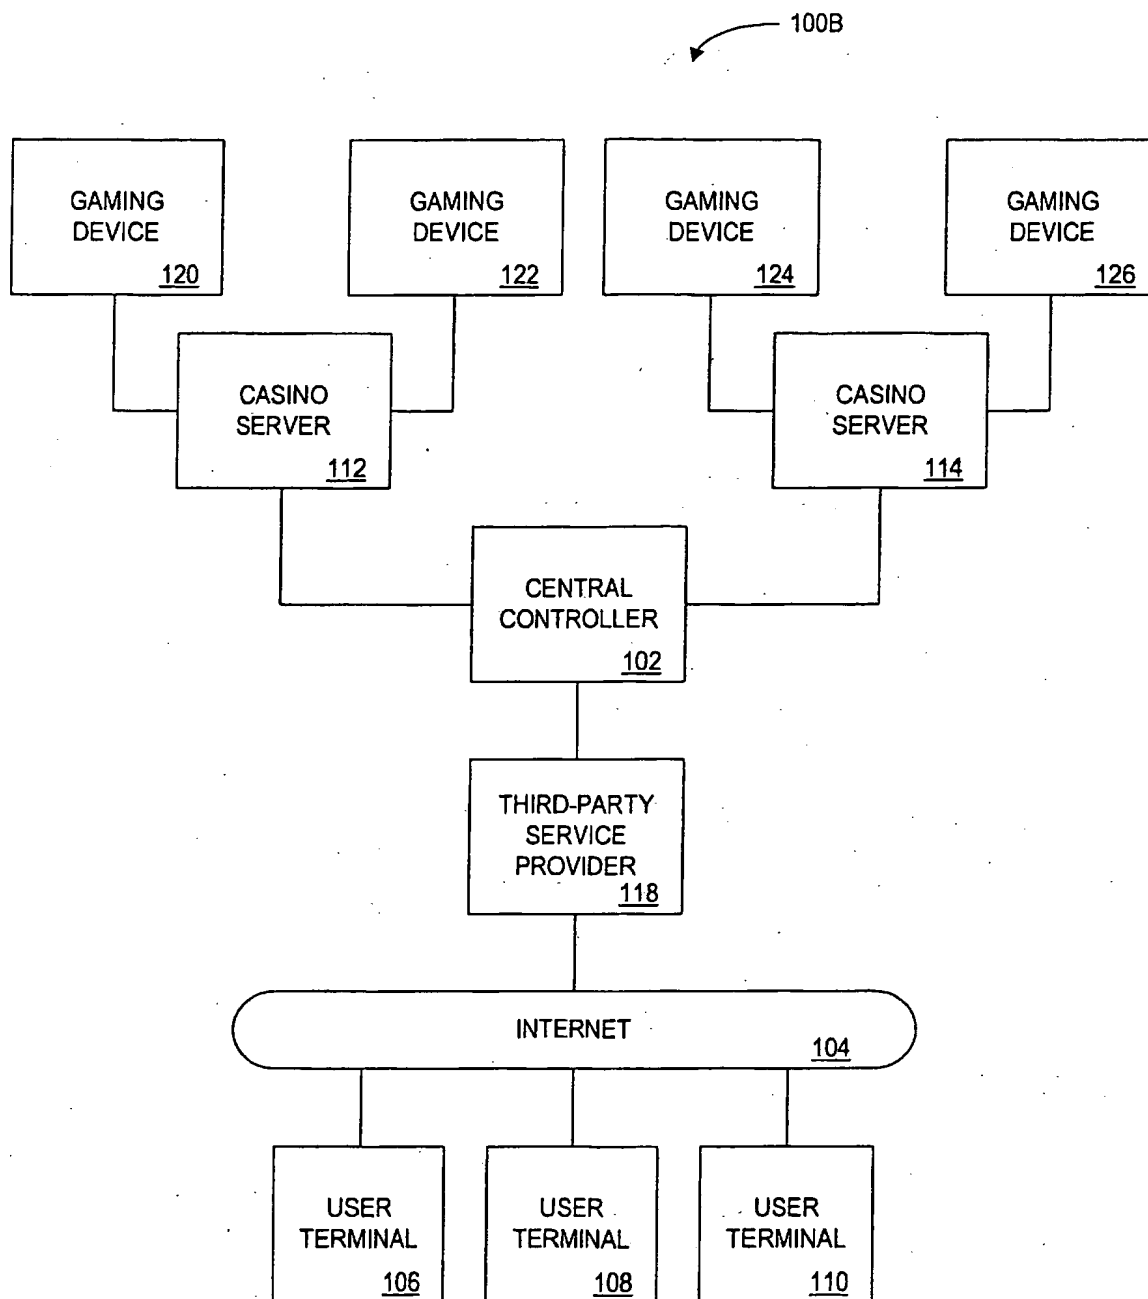 100B
GAMING
DEVICE
120
GAMING
DEVICE
122
GAMING
DEVICE
124
GAMING
DEVICE
126
CASINO
SERVER
112
CASINO
SERVER
114
CENTRAL
CONTROLLER
102
THIRD-PARTY
SERVICE
PROVIDER
118
INTERNET
104
USER
TERMINAL
106
USER
TERMINAL
108
USER
TERMINAL
110